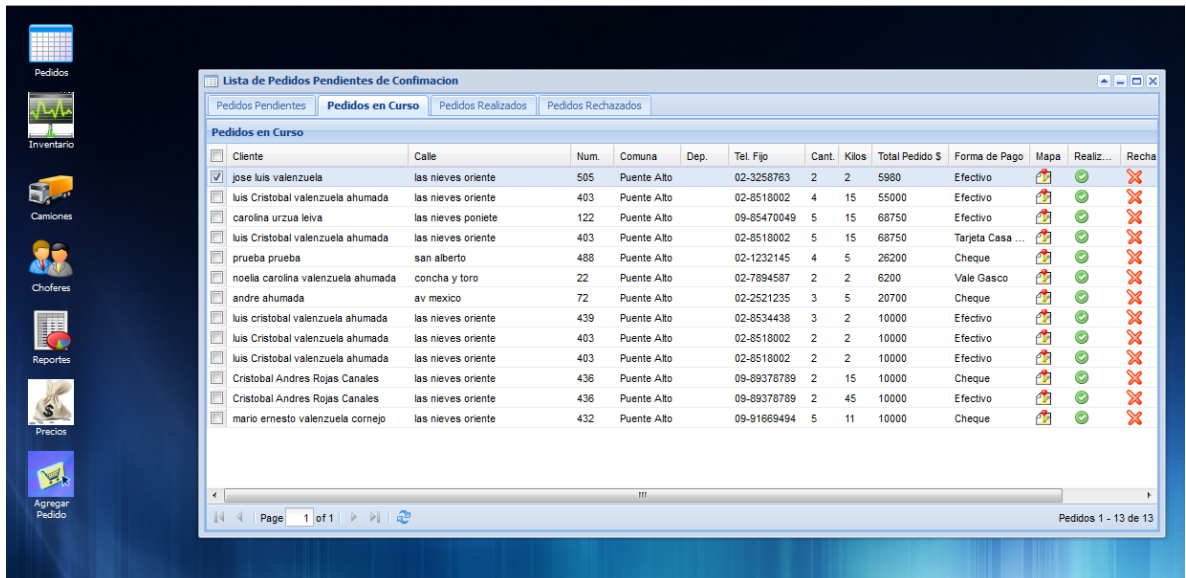 Pedidos
Inventario
Camiones
Choferes
Reportes
Precios
Agregar
Pedido
Lista de Pedidos Pendientes de Confimacion
Pedidos Pendientes Pedidos en Curso Pedidos Realizados Pedidos Rechazados
Pedidos en Curso
Cliente Calle Num. Comuna Dep. Tel. Fijo Cant. Kilos Total Pedido $ Forma de Pago Mapa Realiz... Recha
jose luis valenzuela las nieves oriente 505 Puente Alto 02-3258763 2 2 5980 Efectivo
luis Cristobal valenzuela ahumada las nieves oriente 403 Puente Alto 02-8518002 4 15 55000 Efectivo
carolina urzua leiva las nieves poniete 122 Puente Alto 09-85470049 5 15 68750 Efectivo
luis Cristobal valenzuela ahumada las nieves oriente 403 Puente Alto 02-8518002 5 15 68750 Tarjeta Casa ...
prueba prueba san alberto 488 Puente Alto 02-1232145 4 5 26200 Cheque
noelia carolina valenzuela ahumada concha y toro 22 Puente Alto 02-7894587 2 2 6200 Vale Gasco
andre ahumada av mexico 72 Puente Alto 02-2521235 3 5 20700 Cheque
luis cristobal valenzuela ahumada las nieves oriente 439 Puente Alto 02-8534438 3 2 10000 Efectivo
luis Cristobal valenzuela ahumada las nieves oriente 403 Puente Alto 02-8518002 2 2 10000 Efectivo
luis Cristobal valenzuela ahumada las nieves oriente 403 Puente Alto 02-8518002 2 2 10000 Efectivo
Cristobal Andres Rojas Canales las nieves oriente 436 Puente Alto 09-89378789 2 15 10000 Cheque
Cristobal Andres Rojas Canales las nieves oriente 436 Puente Alto 09-89378789 2 45 10000 Efectivo
mario ernesto valenzuela cornejo las nieves oriente 432 Puente Alto 09-91669494 5 11 10000 Cheque
Page 1 of 1 Pedidos 1 - 13 de 13